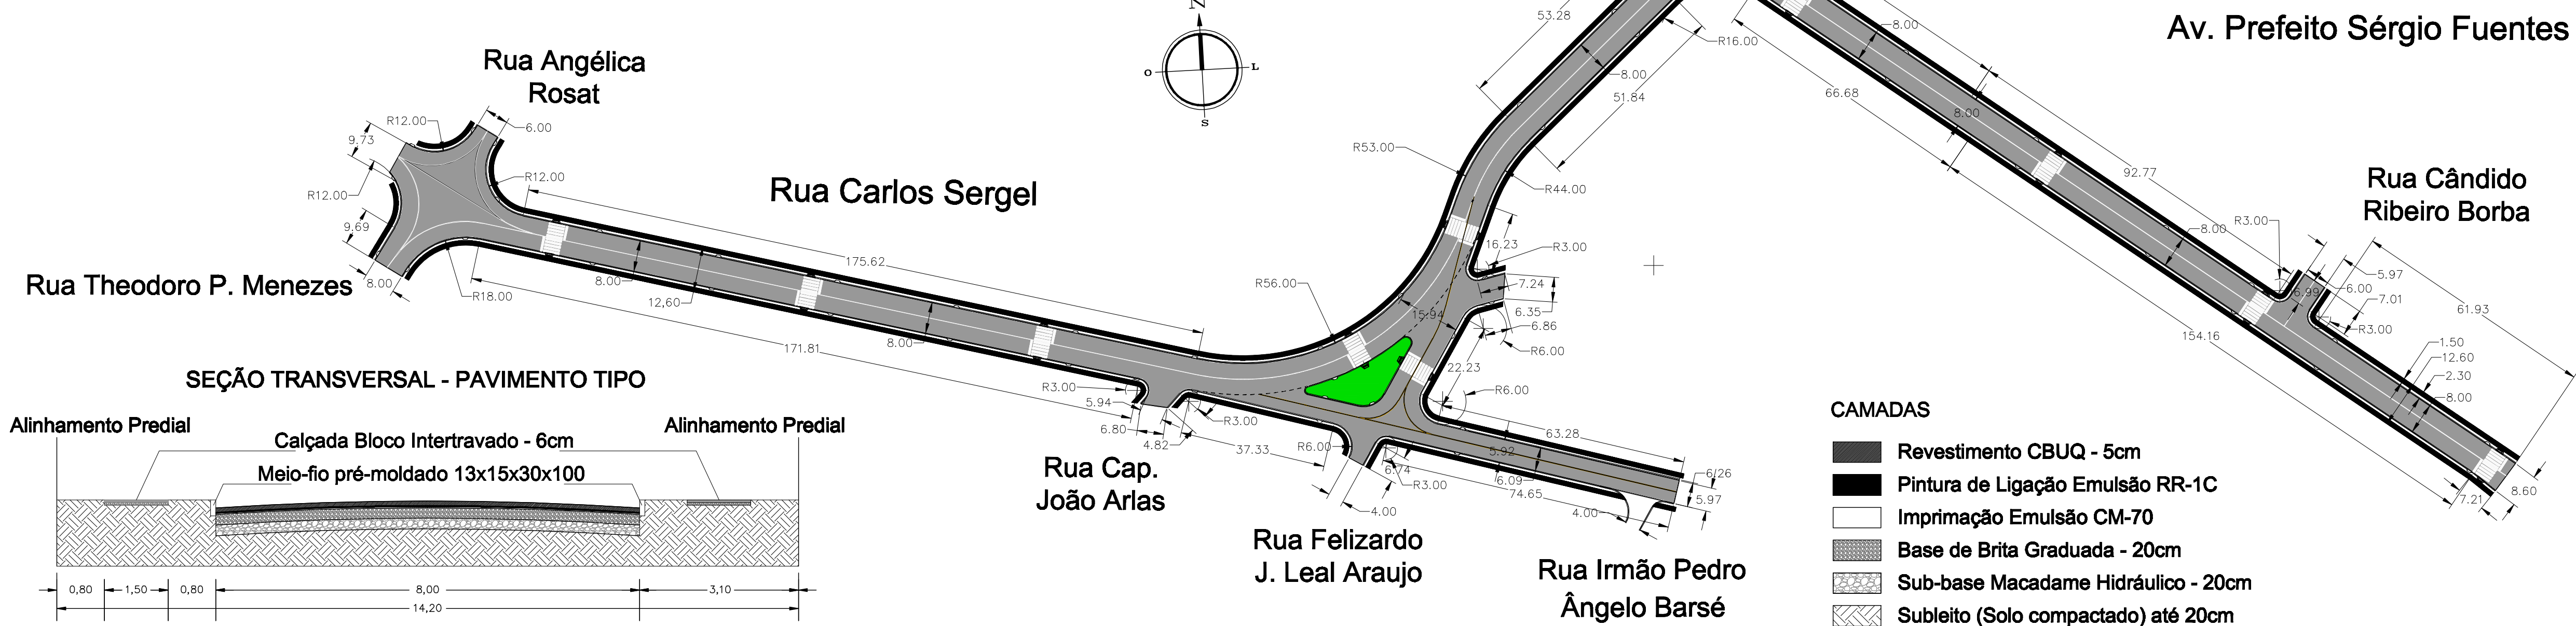 N
O
L
S
53.28
R16.00
8.00
51.84
8.00
66.68
8.00
92.77
Av. Prefeito Sérgio Fuentes
Rua Angélica
Rosat
R12.00
6.00
9.73
R12.00
R12.00
9.69
Rua Theodoro P. Menezes
8.00
R18.00
Rua Carlos Sergel
175.62
8.00
12,60
171.81
8.00
R53.00
R44.00
16.23
R3.00
R56.00
15.94
7.24
6.35
6.86
R6.00
22.23
R6.00
R3.00
5.94
6.80
4.82
R3.00
37.33
R6.00
63.28
5.92
6.74
R3.00
6.09
74.65
4.00
4.00
6.26
5.97
Rua Cap.
João Arlas
Rua Felizardo
J. Leal Araujo
Rua Irmão Pedro
Ângelo Barsé
Rua Cândido
Ribeiro Borba
R3.00
8.00
5.97
6.00
5.99
7.01
R3.00
61.93
154.16
1.50
12.60
2.30
8.00
7.21
8.60
SEÇÃO TRANSVERSAL - PAVIMENTO TIPO
Alinhamento Predial
Alinhamento Predial
Calçada Bloco Intertravado - 6cm
Meio-fio pré-moldado 13x15x30x100
0,80
1,50
0,80
8,00
3,10
14,20
CAMADAS
Revestimento CBUQ - 5cm
Pintura de Ligação Emulsão RR-1C
Imprimação Emulsão CM-70
Base de Brita Graduada - 20cm
Sub-base Macadame Hidráulico - 20cm
Subleito (Solo compactado) até 20cm